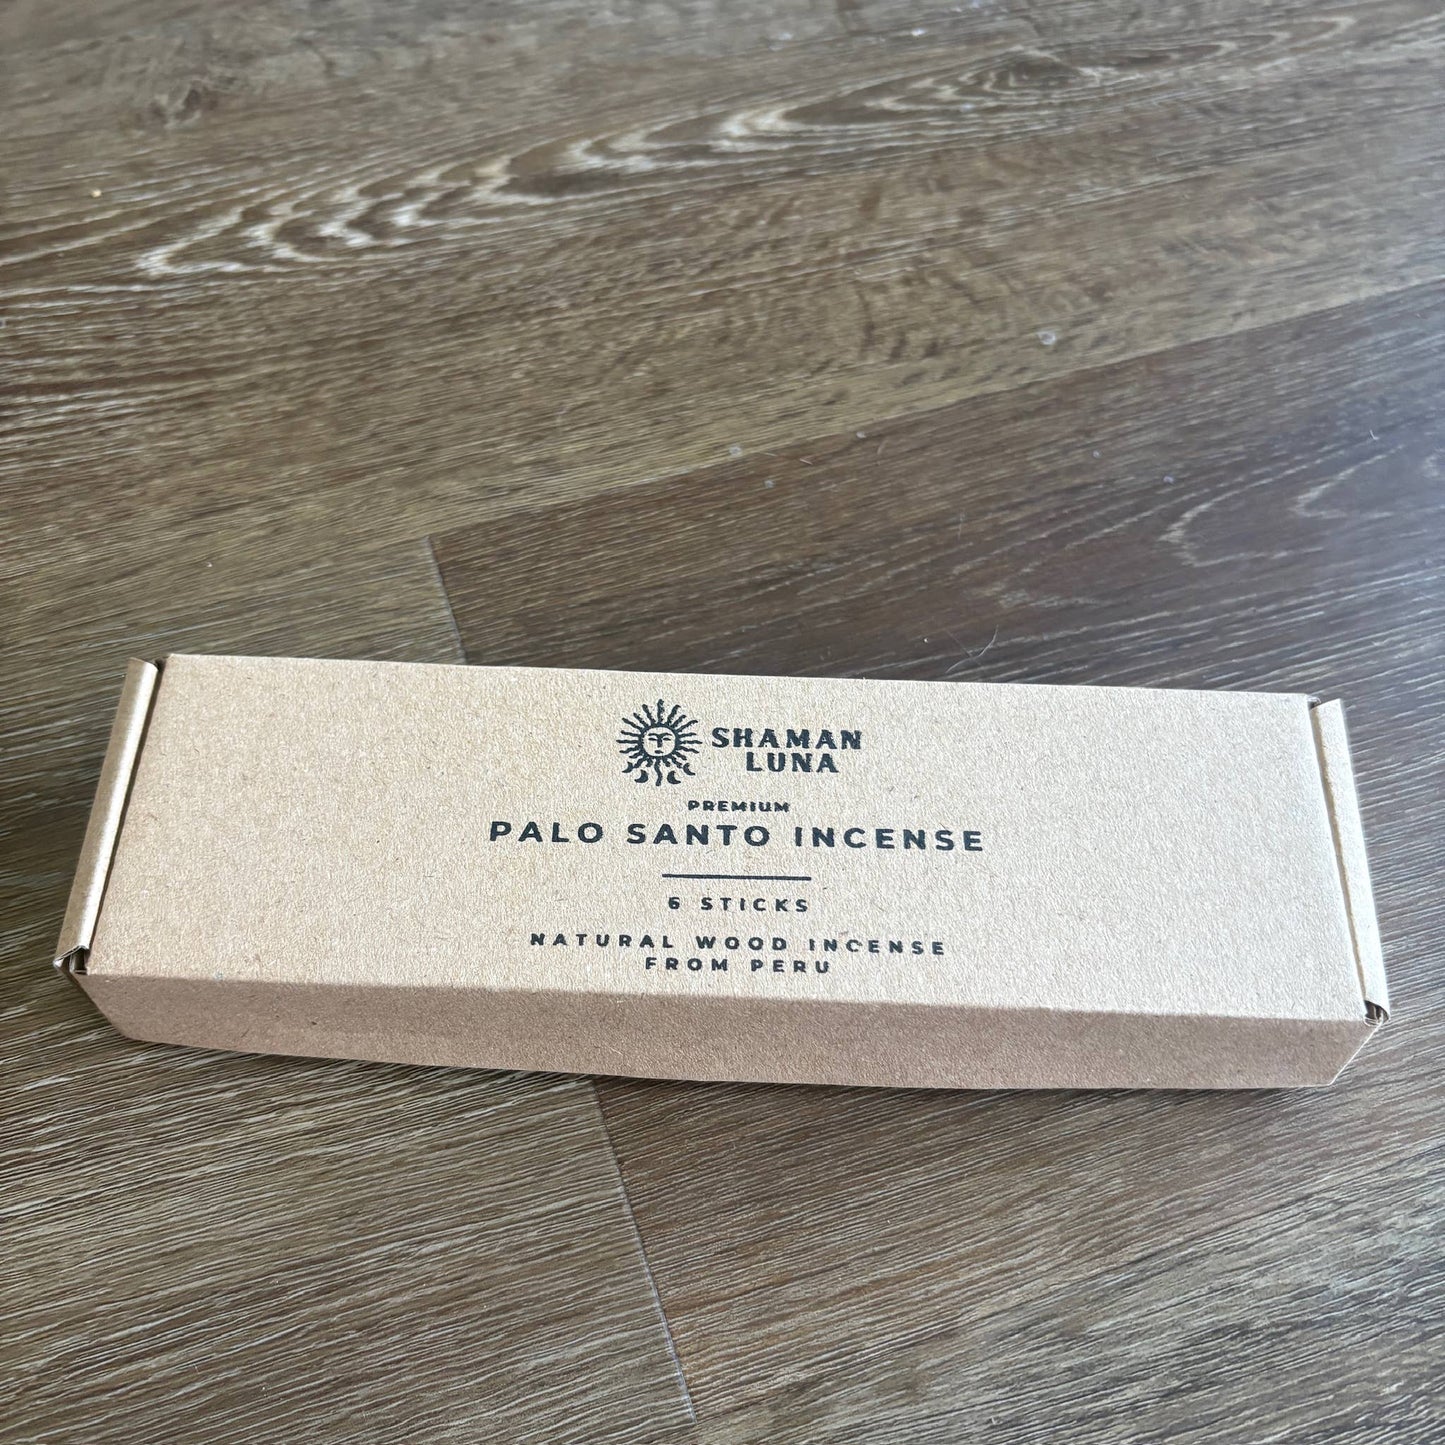 SHAMAN
LUNA
PREMIUM
PALO SANTO INCENSE
6 STICKS
NATURAL WOOD INCENSE
FROM PERU